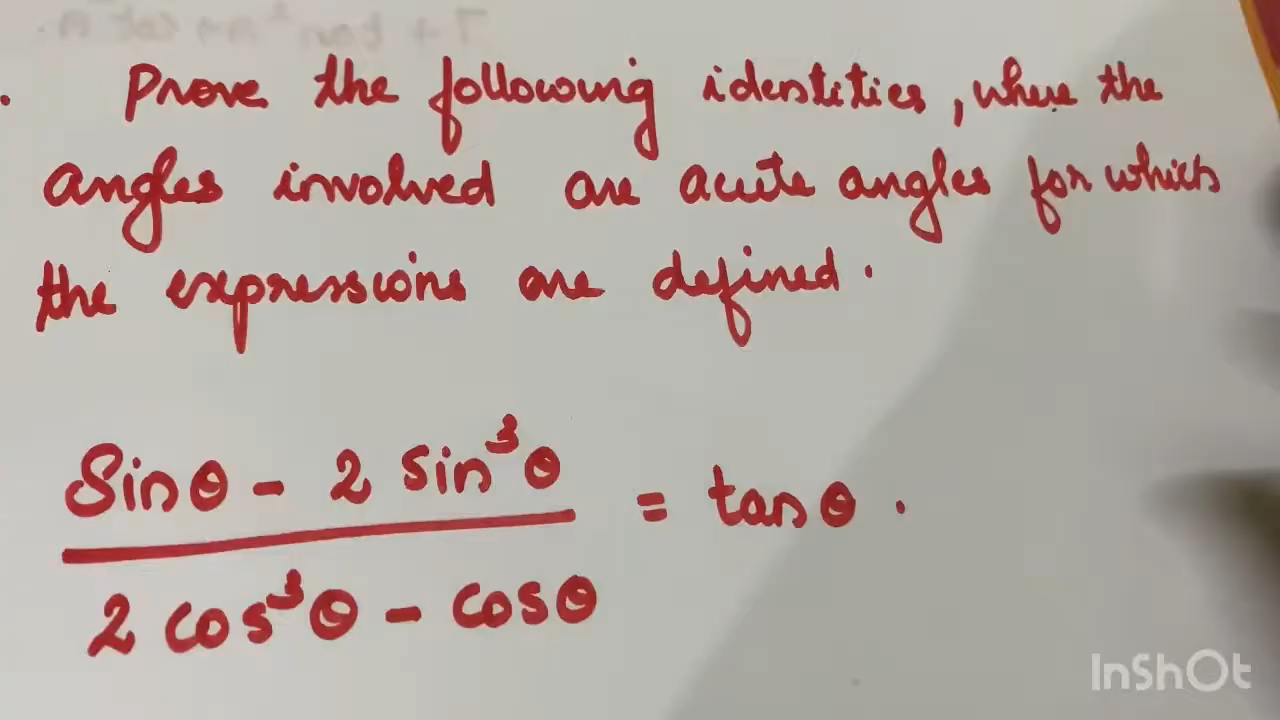 Prove the following identities, where the
angles involved are acute angles for which
the expressions are defined.
Sinθ - 2 sin³θ
= tanθ.
2 cos³θ - cosθ
InShOt